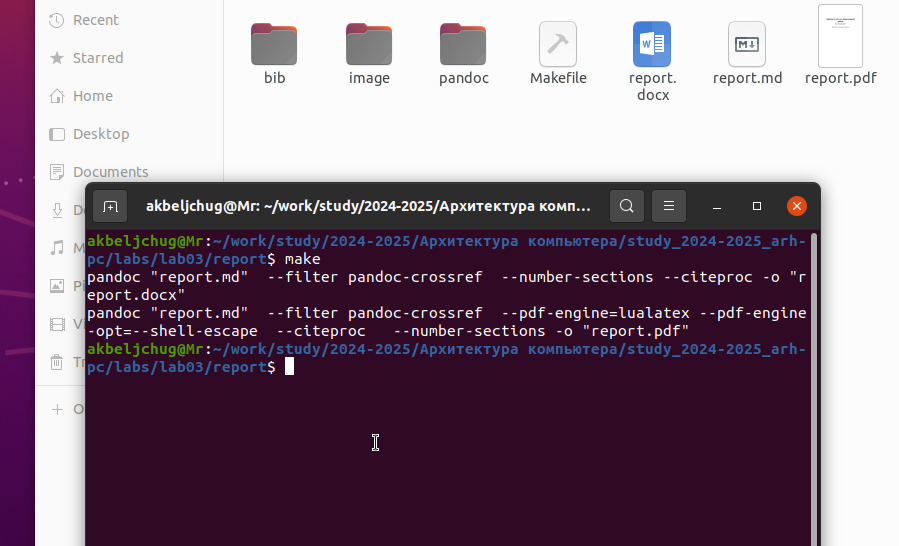 Recent
Starred
Home
Desktop
Documents
bib
image
pandoc
Makefile
report.
docx
report.md
report.pdf
akbeljchug@Mr: ~/work/study/2024-2025/Архитектура комп...
akbeljchug@Mr:~/work/study/2024-2025/Архитектура компьютера/study_2024-2025_arh-
pc/labs/lab03/report$ make
pandoc "report.md"  --filter pandoc-crossref  --number-sections --citeproc -o "r
eport.docx"
pandoc "report.md"  --filter pandoc-crossref  --pdf-engine=lualatex --pdf-engine
-opt=--shell-escape  --citeproc   --number-sections -o "report.pdf"
akbeljchug@Mr:~/work/study/2024-2025/Архитектура компьютера/study_2024-2025_arh-
pc/labs/lab03/report$